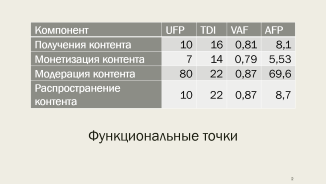 Компонент UFP TDI VAF AFP
Получения контента 10 16 0,81 8,1
Монетизация контента 7 14 0,79 5,53
Модерация контента 80 22 0,87 69,6
Распространение
контента 10 22 0,87 8,7
Функциональные точки